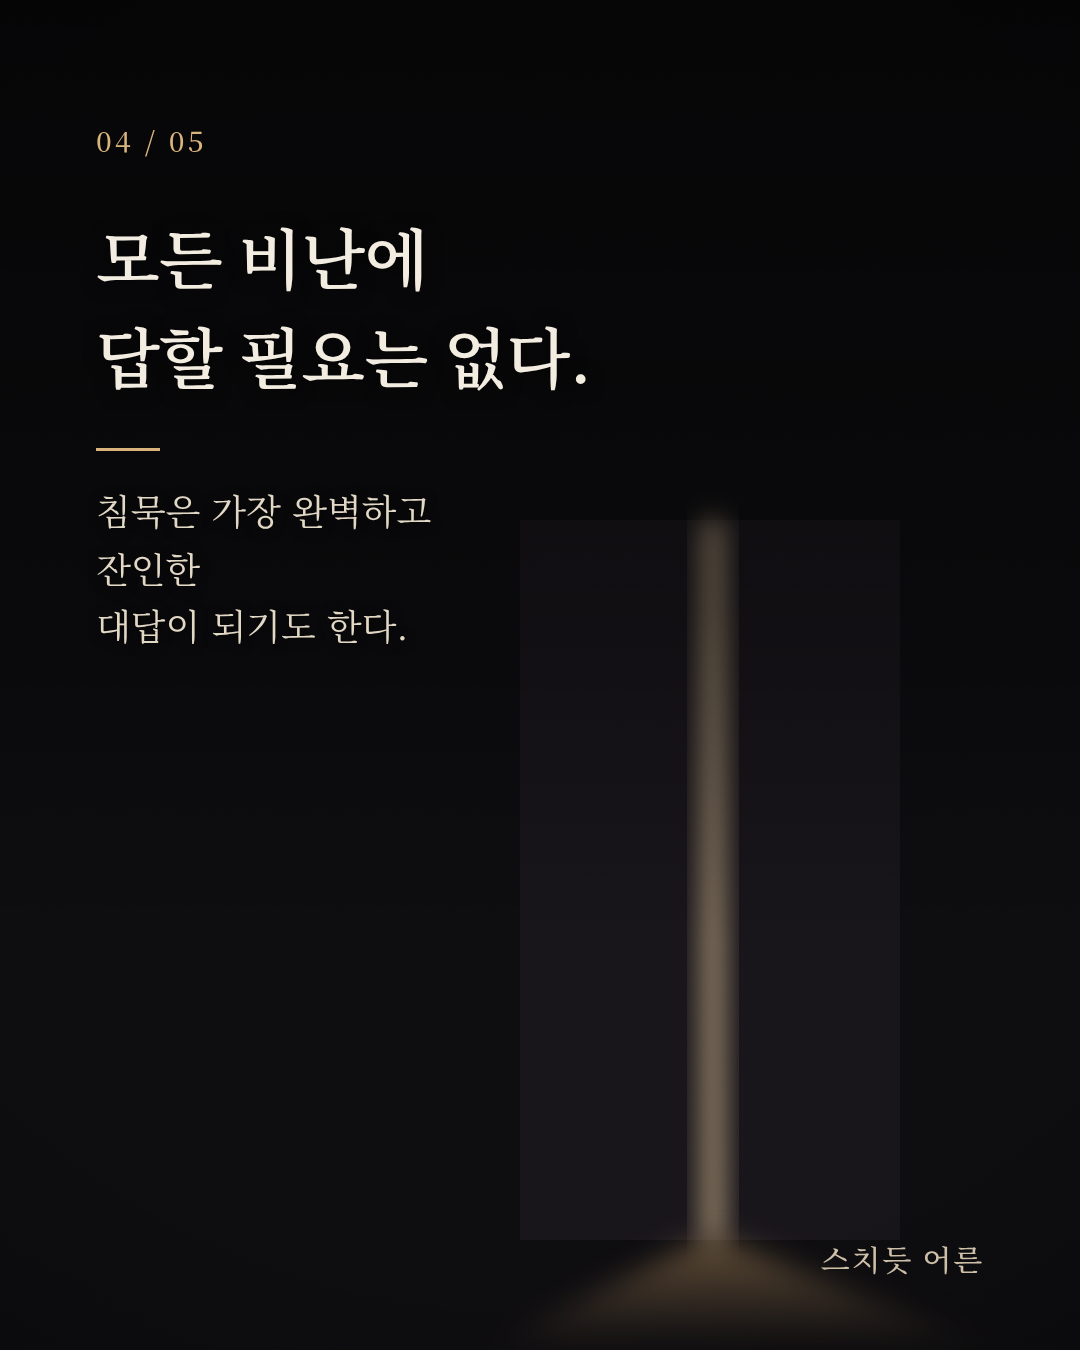 04 / 05
모든 비난에
답할 필요는 없다.
침묵은 가장 완벽하고
잔인한
대답이 되기도 한다.
스치듯 어른